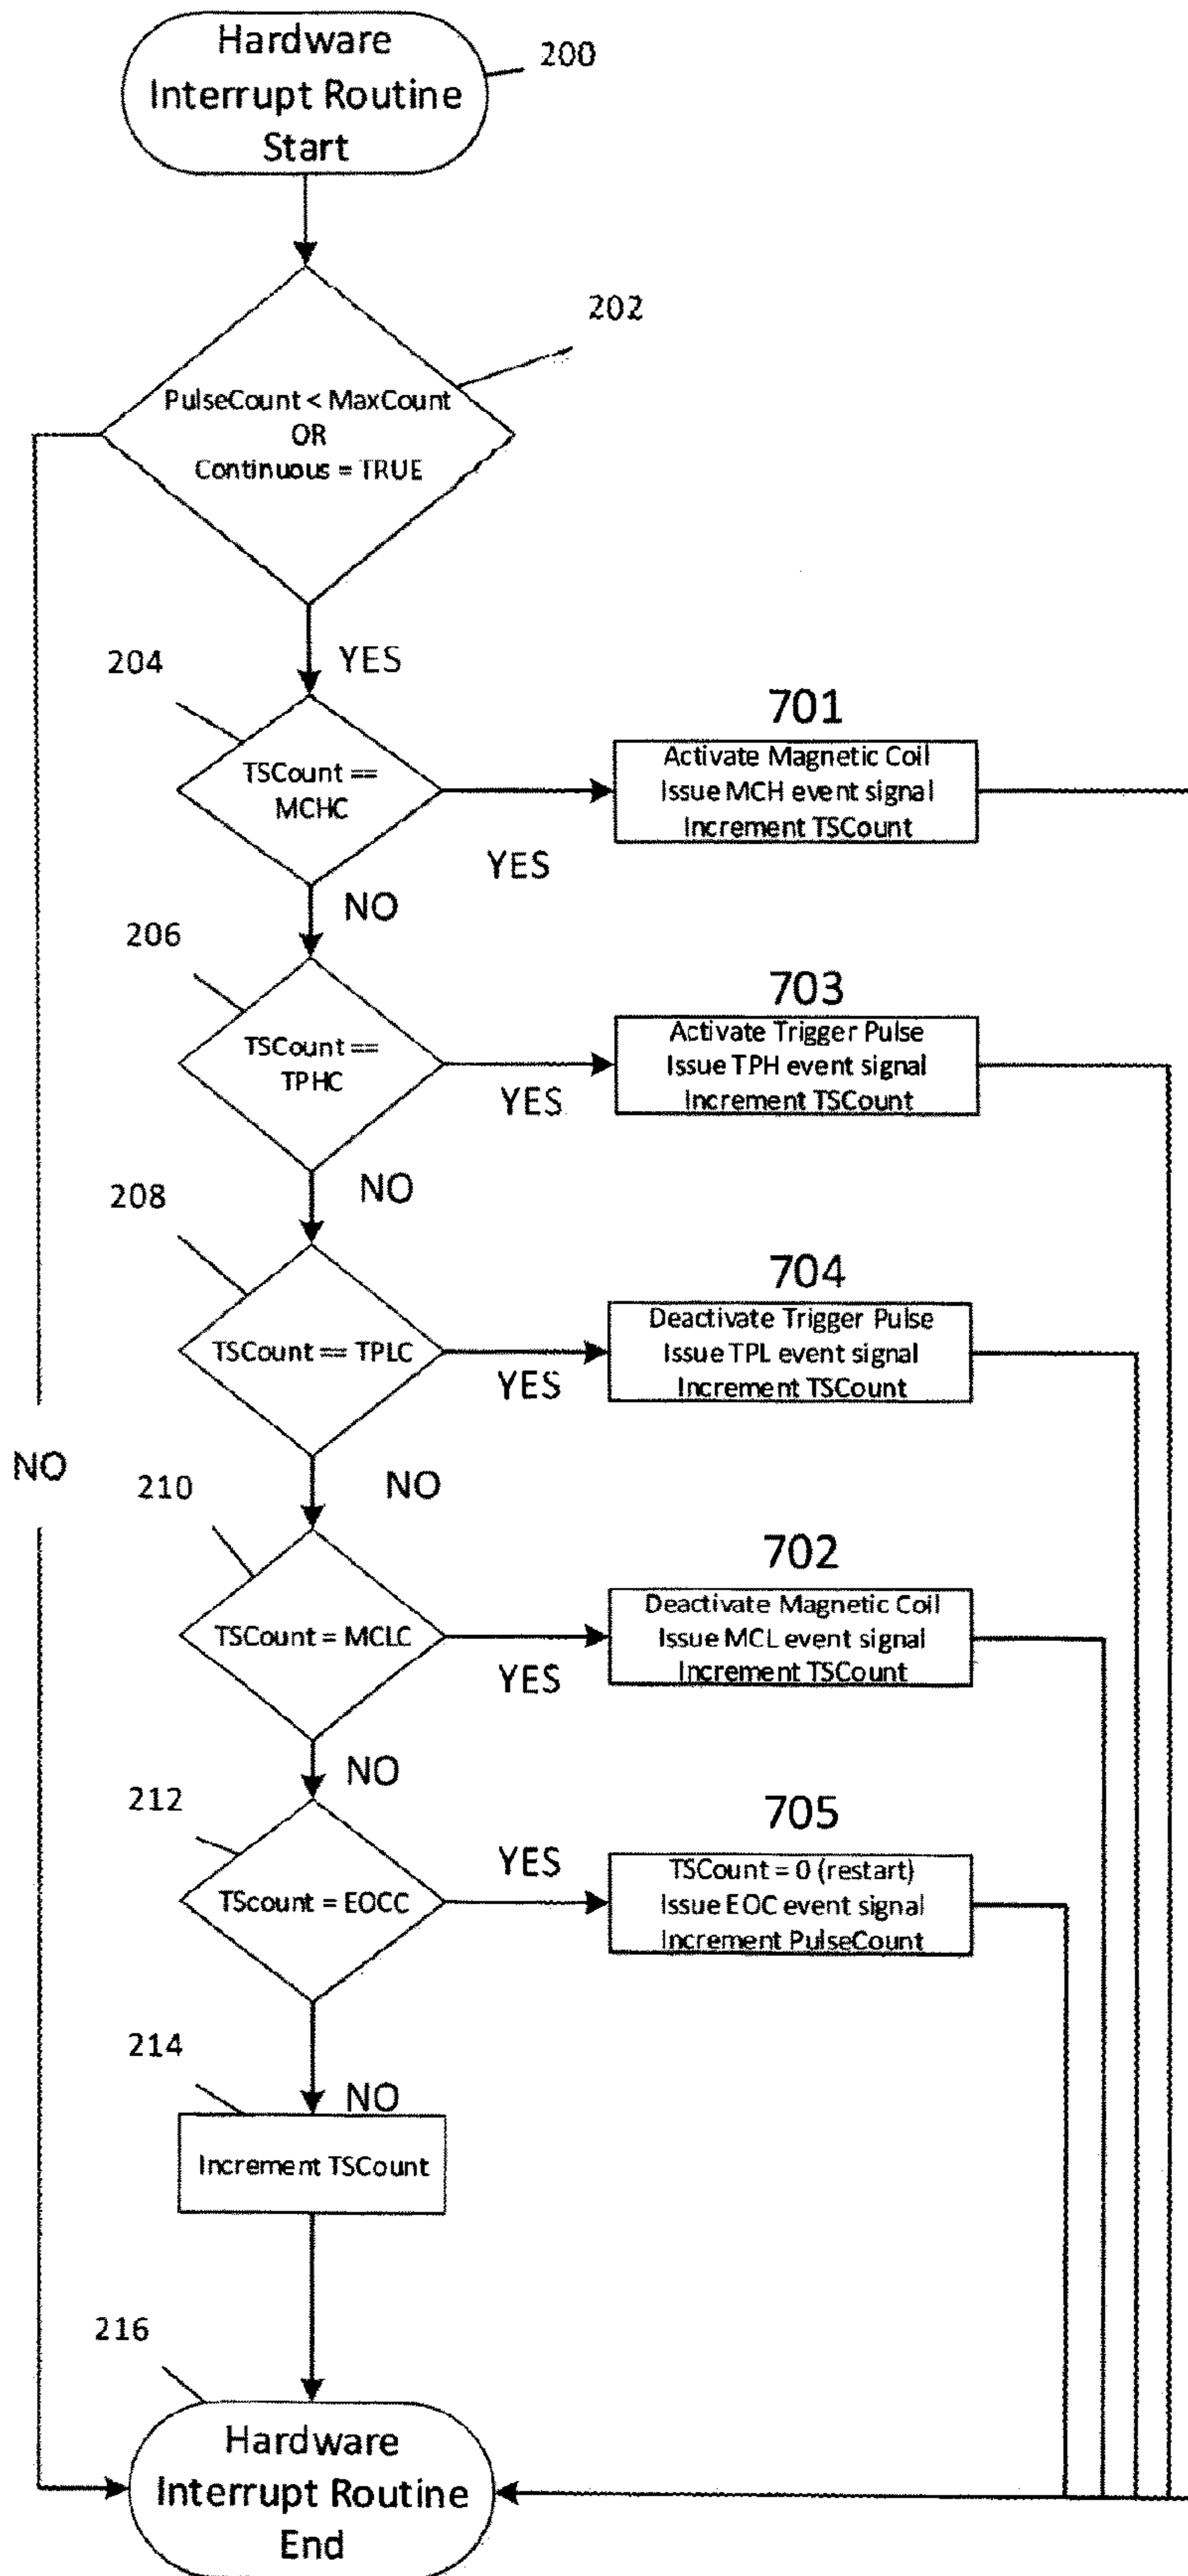 Hardware
Interrupt Routine
Start
200
202
PulseCount < MaxCount
OR
Continuous = TRUE
YES
204
TSCount ==
MCHC
YES
701
Activate Magnetic Coil
Issue MCH event signal
Increment TSCount
NO
206
TSCount ==
TPHC
YES
703
Activate Trigger Pulse
Issue TPH event signal
Increment TSCount
NO
208
TSCount == TPLC
YES
704
Deactivate Trigger Pulse
Issue TPL event signal
Increment TSCount
NO
NO
210
TSCount = MCLC
YES
702
Deactivate Magnetic Coil
Issue MCL event signal
Increment TSCount
NO
212
TScount = EOCC
YES
705
TSCount = 0 (restart)
Issue EOC event signal
Increment PulseCount
NO
214
Increment TSCount
216
Hardware
Interrupt Routine
End